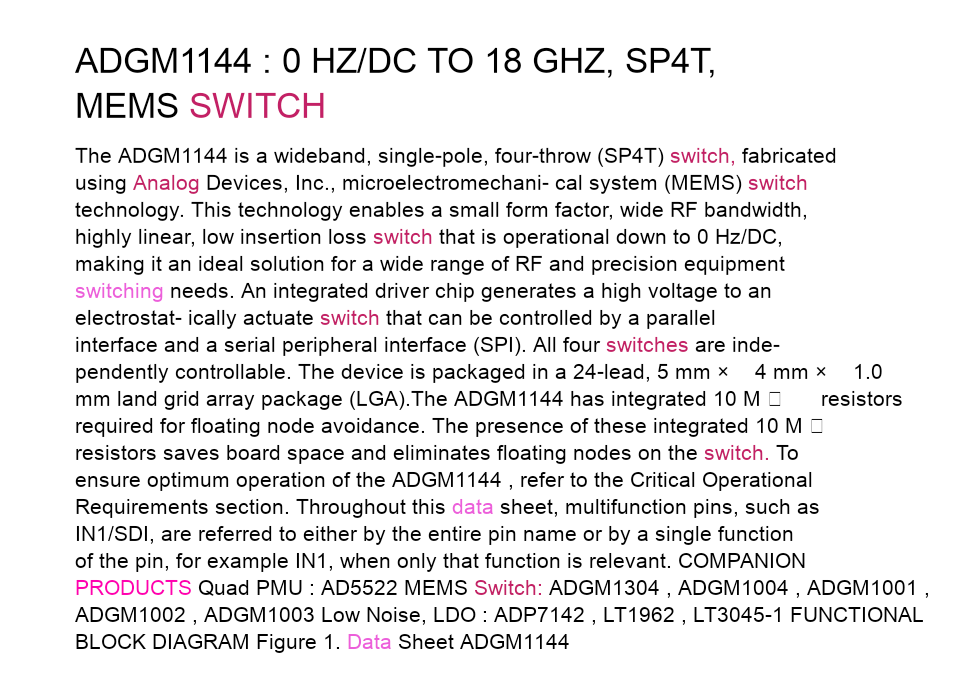 ADGM1144 : 0 HZ/DC TO 18 GHZ, SP4T,
MEMS SWITCH
The ADGM1144 is a wideband, single-pole, four-throw (SP4T) switch, fabricated
using Analog Devices, Inc., microelectromechani- cal system (MEMS) switch
technology. This technology enables a small form factor, wide RF bandwidth,
highly linear, low insertion loss switch that is operational down to 0 Hz/DC,
making it an ideal solution for a wide range of RF and precision equipment
switching needs. An integrated driver chip generates a high voltage to an
electrostat- ically actuate switch that can be controlled by a parallel
interface and a serial peripheral interface (SPI). All four switches are inde-
pendently controllable. The device is packaged in a 24-lead, 5 mm × 4 mm × 1.0
mm land grid array package (LGA).The ADGM1144 has integrated 10 M □ resistors
required for floating node avoidance. The presence of these integrated 10 M □
resistors saves board space and eliminates floating nodes on the switch. To
ensure optimum operation of the ADGM1144 , refer to the Critical Operational
Requirements section. Throughout this data sheet, multifunction pins, such as
IN1/SDI, are referred to either by the entire pin name or by a single function
of the pin, for example IN1, when only that function is relevant. COMPANION
PRODUCTS Quad PMU : AD5522 MEMS Switch: ADGM1304 , ADGM1004 , ADGM1001 ,
ADGM1002 , ADGM1003 Low Noise, LDO : ADP7142 , LT1962 , LT3045-1 FUNCTIONAL
BLOCK DIAGRAM Figure 1. Data Sheet ADGM1144